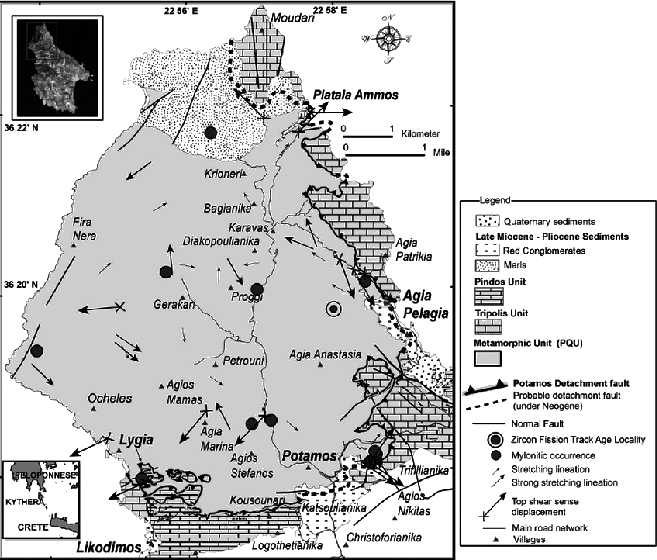 22 56' E
22 58' E
Moudari
N
Platala Ammos
36 22' N
0 1 Kilometer
0 1 Mile
Krioneri
Bagianika
Fira
Nera
Karavas
Diakopoulianika
Agia
Patrikia
36 20' N
Gerakari
Proggi
Agia
Pelagia
Petrouni
Agia Anastasia
Agios
Mamas
Ocheles
Agia
Marina
Lygia
Agios
Stefanos
Potamos
Trifilianika
Kousounari
Katsoulianika
Agios
Nikitas
Likodimos
Logothetianika
Christoforianika
PELOPONNESE
KYTHERA
CRETE
Legend
Quaternary sediments
Late Miocene - Pliocene Sediments
Red Conglomerates
Marls
Pindos Unit
Tripolis Unit
Metamorphic Unit (PQU)
Potamos Detachment fault
Probable detachment fault
(under Neogene)
Normal Fault
Zircon Fission Track Age Locality
Mylonitic occurrence
Stretching lineation
Strong stretching lineation
Top shear sense
displacement
Main road network
Villages